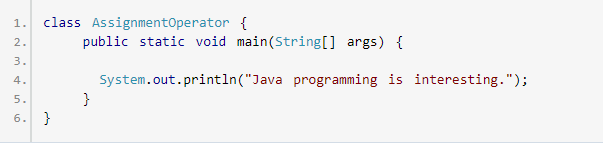 1. class AssignmentOperator {
2. public static void main(String[] args) {
3.
4. System.out.println("Java programming is interesting.");
5. }
6. }